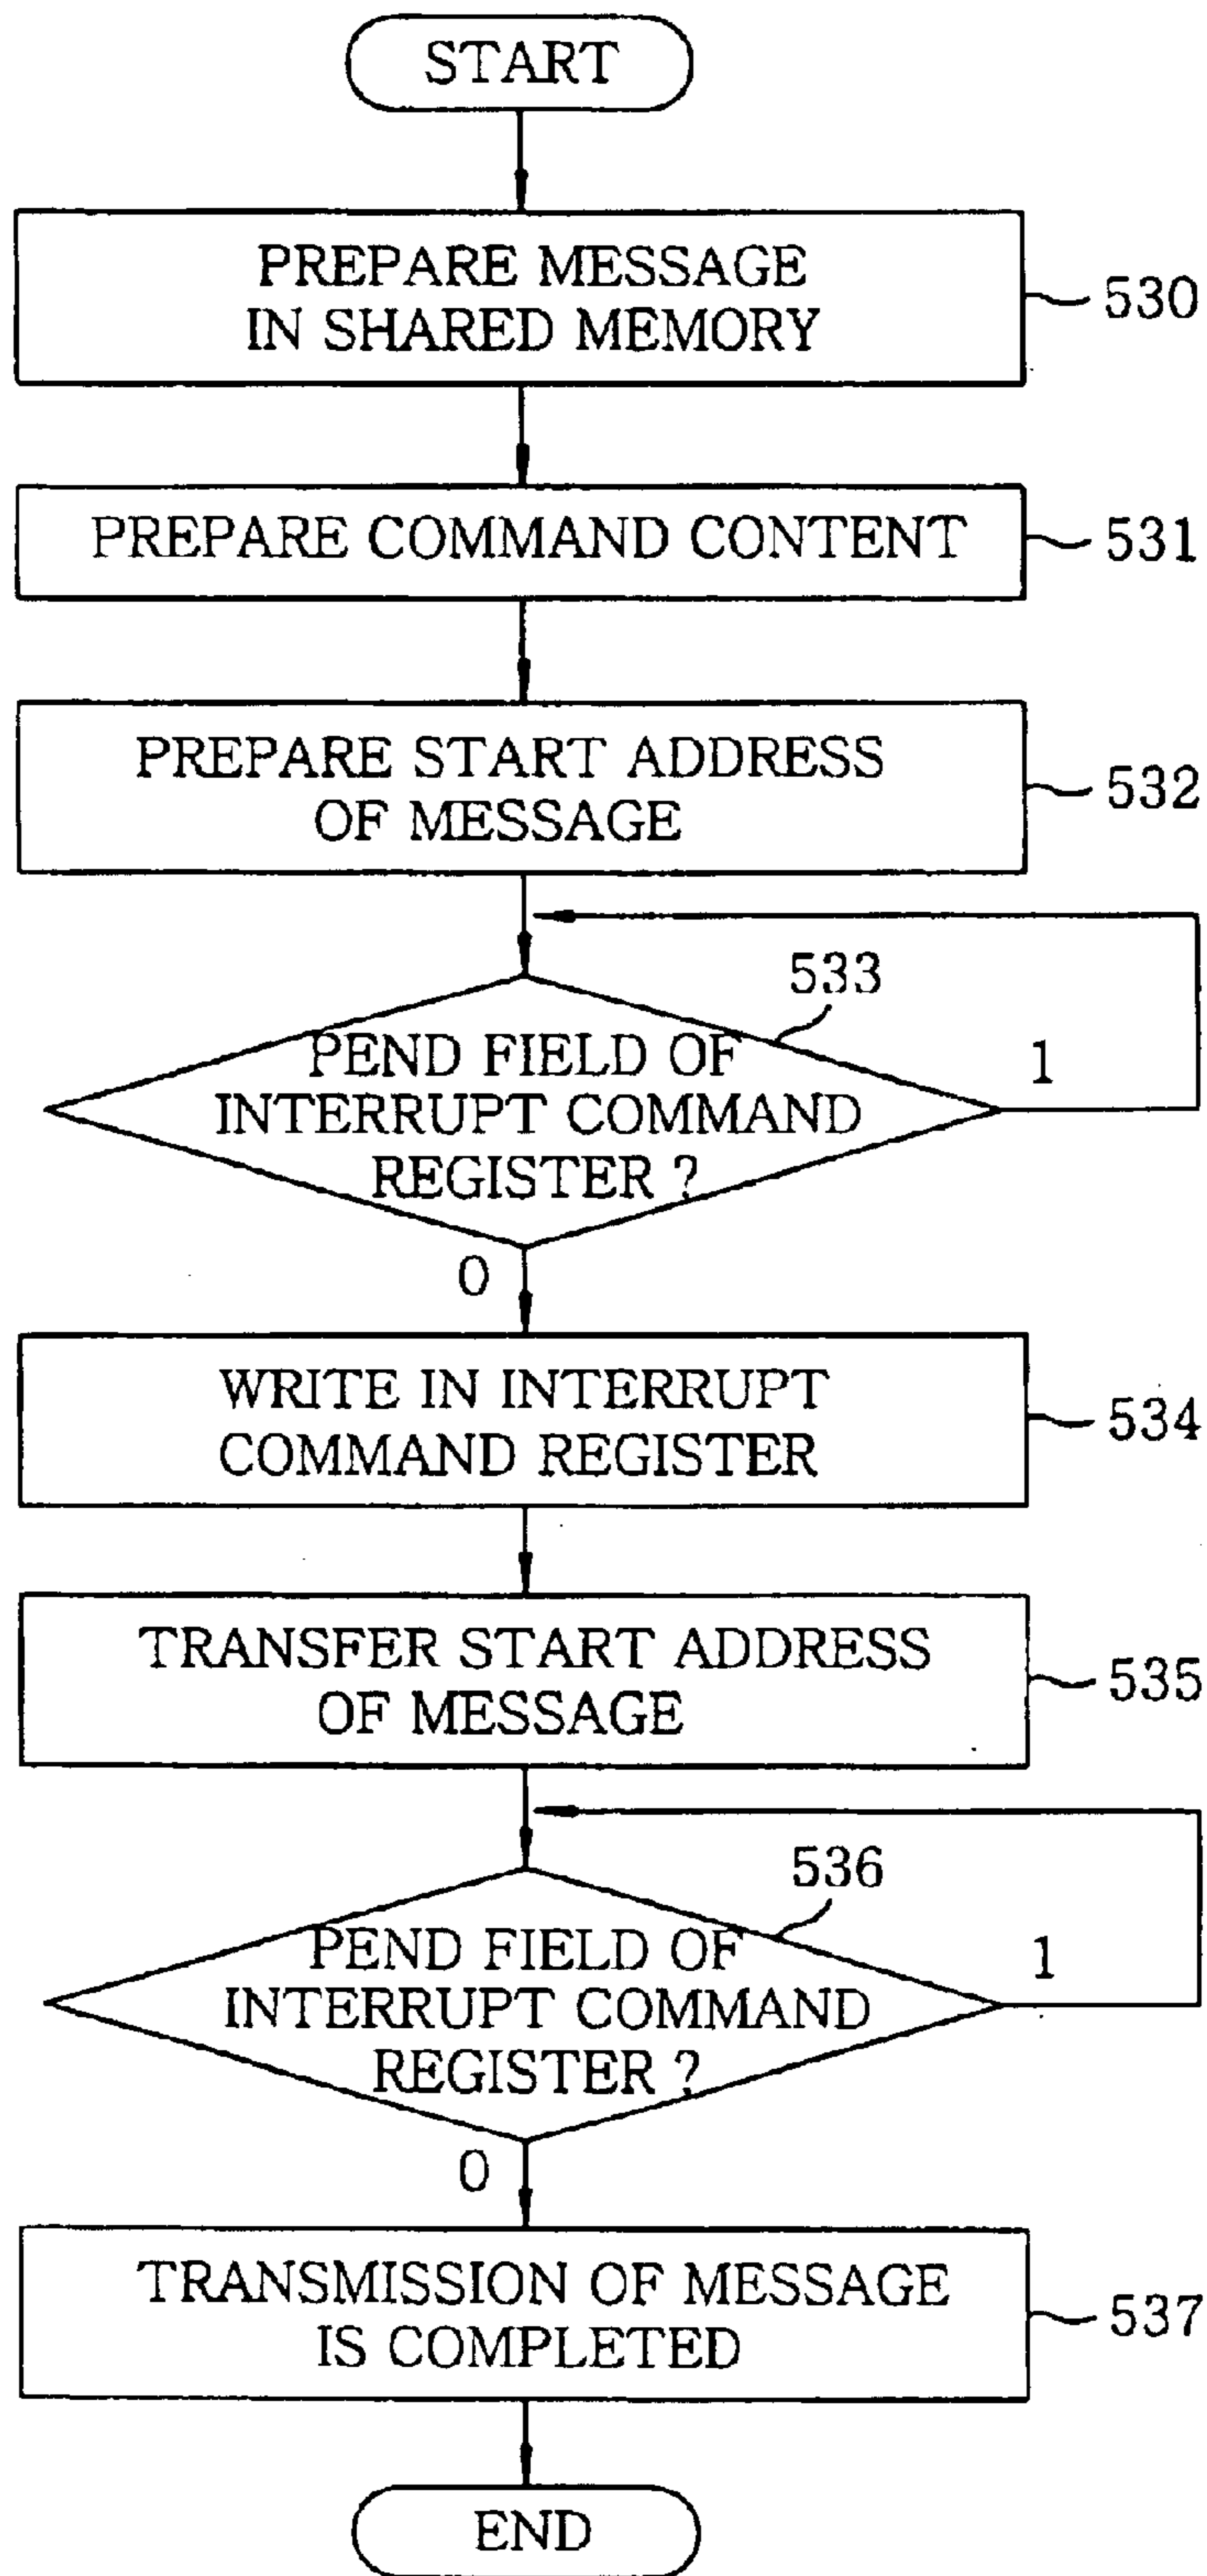 START
PREPARE MESSAGE
IN SHARED MEMORY
530
PREPARE COMMAND CONTENT
531
PREPARE START ADDRESS
OF MESSAGE
532
533
PEND FIELD OF
INTERRUPT COMMAND
REGISTER ?
1
0
WRITE IN INTERRUPT
COMMAND REGISTER
534
TRANSFER START ADDRESS
OF MESSAGE
535
536
PEND FIELD OF
INTERRUPT COMMAND
REGISTER ?
1
0
TRANSMISSION OF MESSAGE
IS COMPLETED
537
END